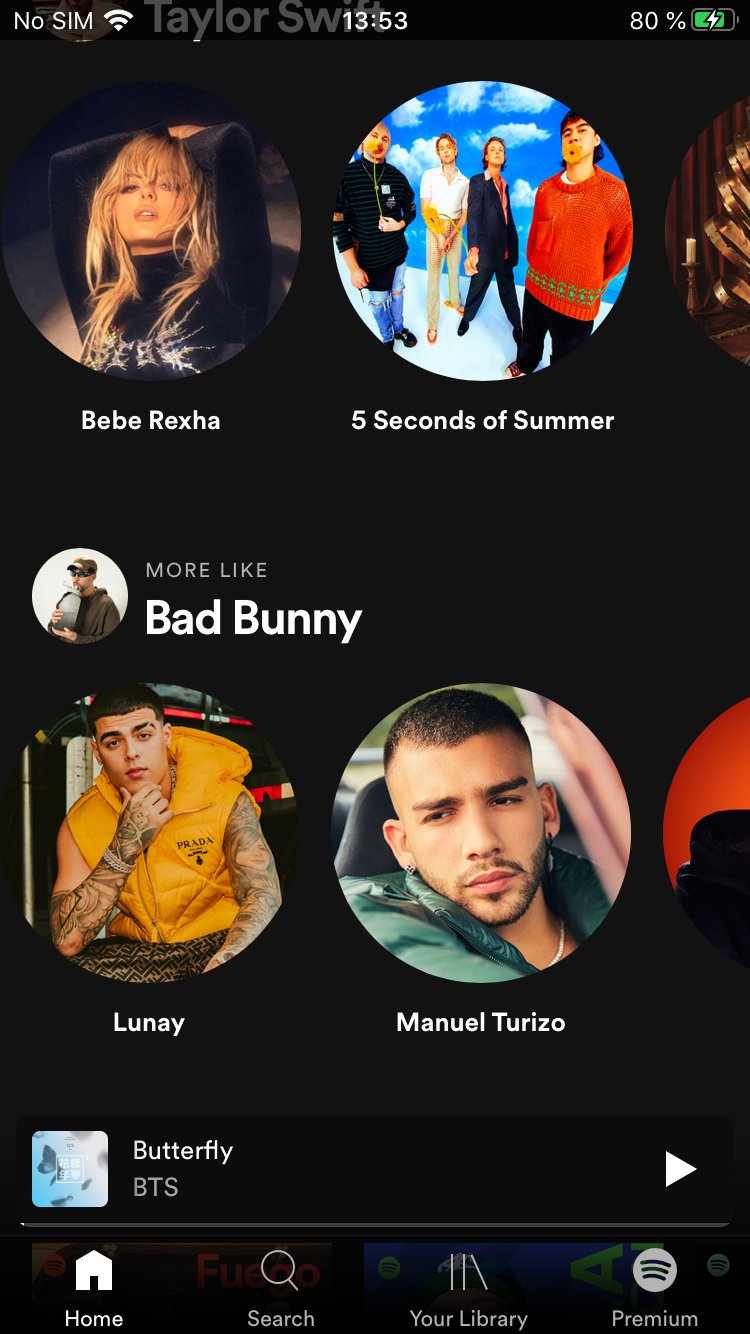 No SIM 13:53 80 %
Taylor Swift
Bebe Rexha
5 Seconds of Summer
MORE LIKE
Bad Bunny
PRADA
Lunay
Manuel Turizo
Butterfly
BTS
Fuego
Home
Search
Your Library
Premium